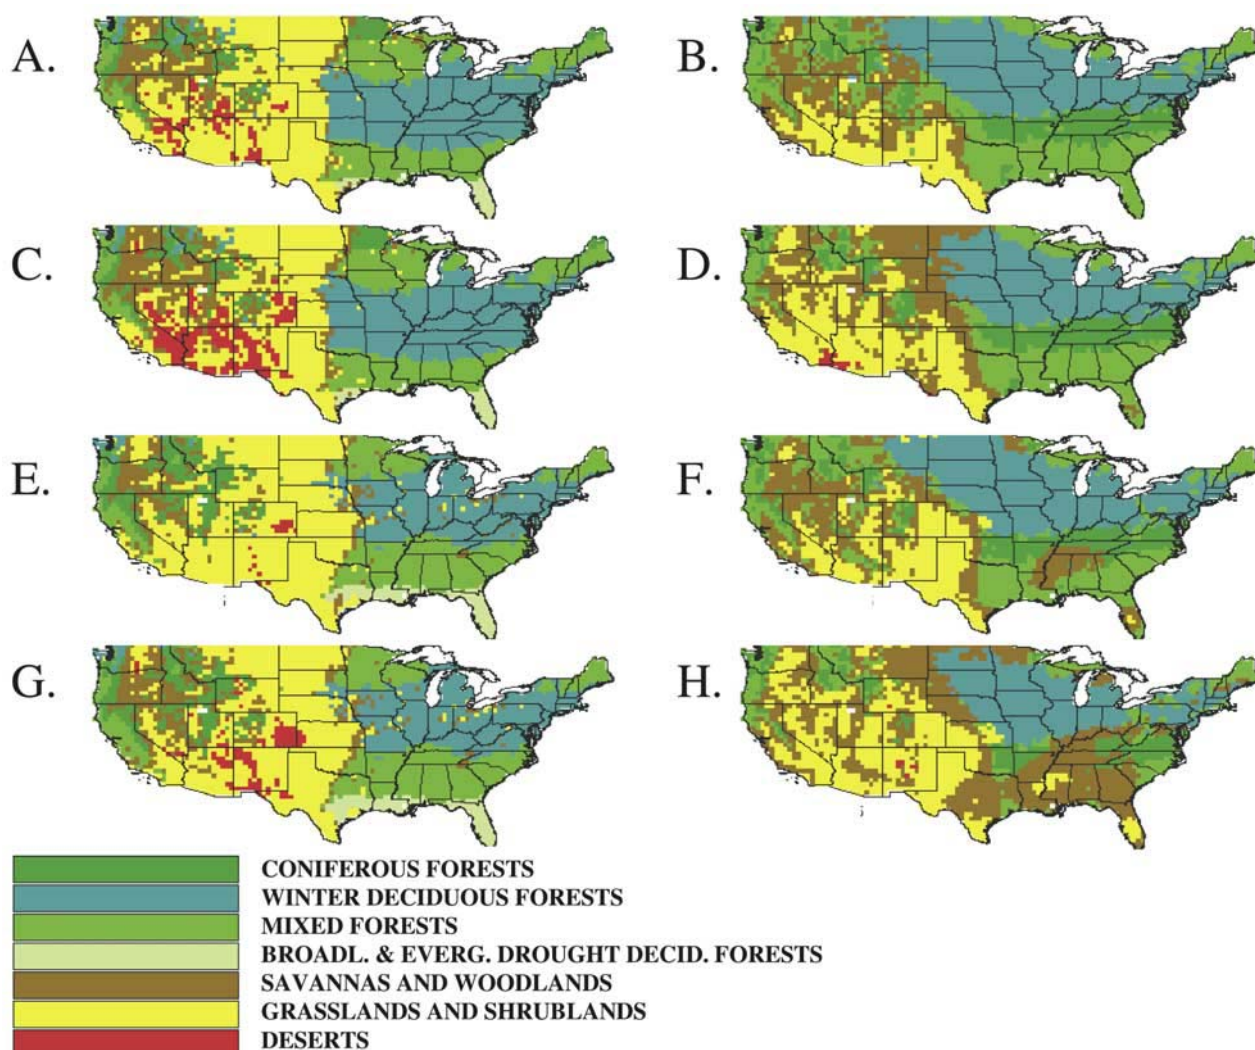 A.
B.
C.
D.
E.
F.
G.
H.
CONIFEROUS FORESTS
WINTER DECIDUOUS FORESTS
MIXED FORESTS
BROADL. & EVERG. DROUGHT DECID. FORESTS
SAVANNAS AND WOODLANDS
GRASSLANDS AND SHRUBLANDS
DESERTS